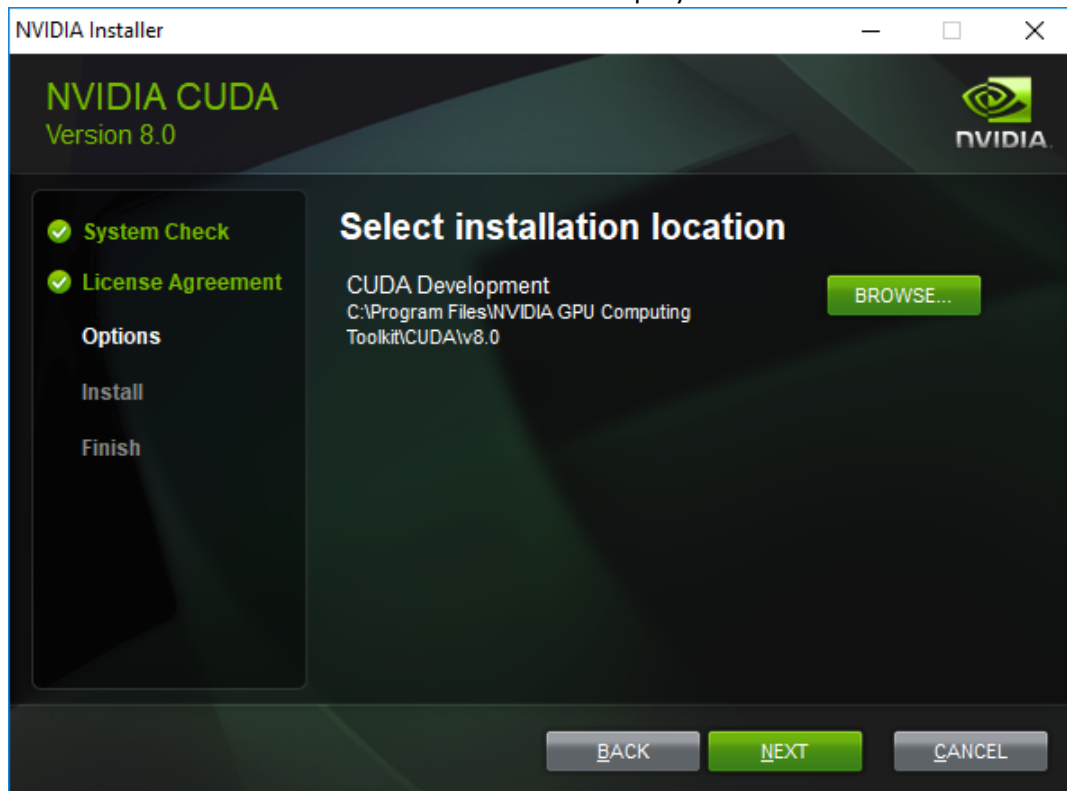 NVIDIA Installer
NVIDIA CUDA
Version 8.0
NVIDIA.
System Check
License Agreement
Options
Install
Finish
Select installation location
CUDA Development
C:\Program Files\NVIDIA GPU Computing
Toolkit\CUDA\v8.0
BROWSE...
BACK
NEXT
CANCEL